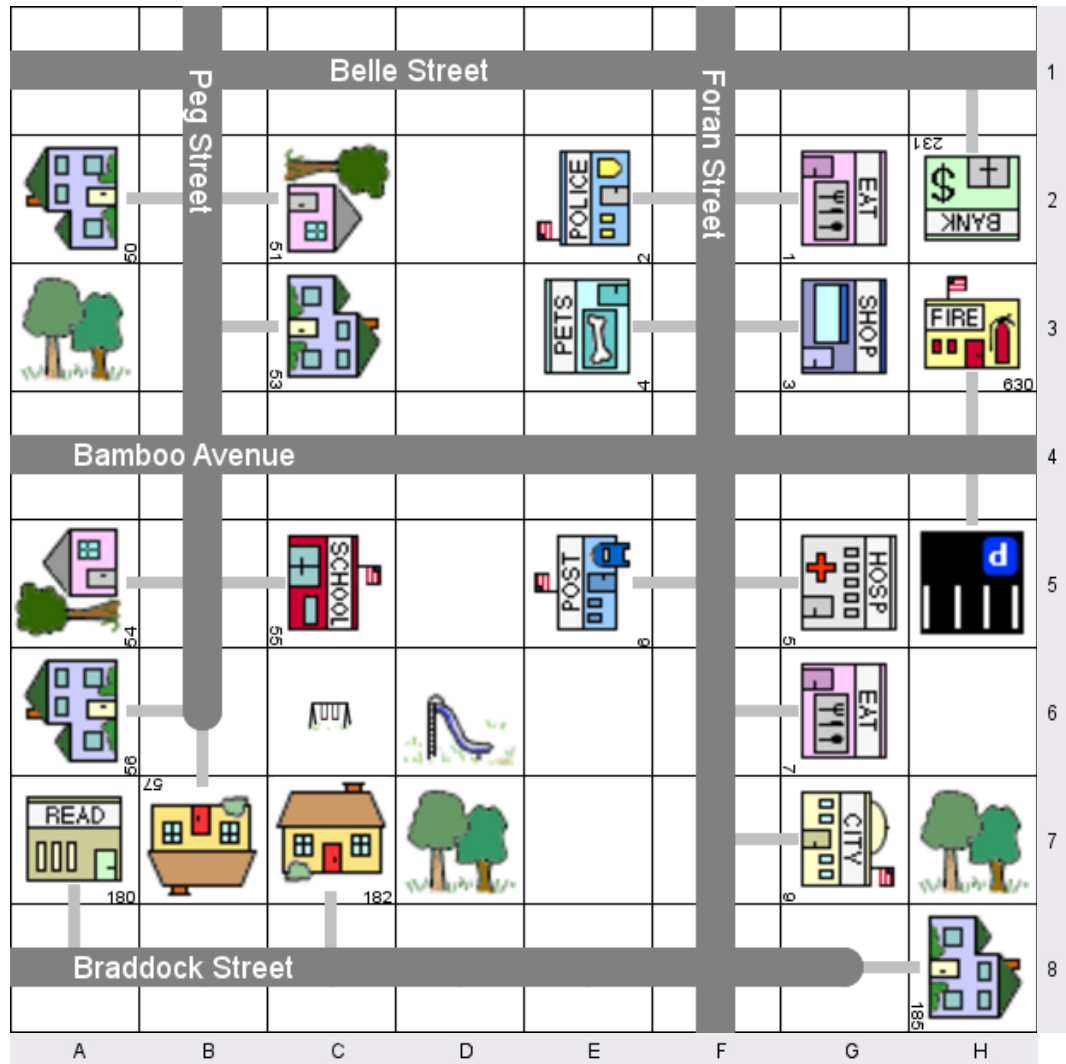 Belle Street
1
Peg Street
Foran Street
231
POLICE
EAT
$
BANK
2
50
51
2
1
PETS
SHOP
FIRE
3
53
4
3
630
Bamboo Avenue
4
SCHOOL
POST
HOSP
P
5
54
55
6
5
EAT
6
56
7
57
READ
CITY
7
180
182
9
Braddock Street
8
185
A B C D E F G H